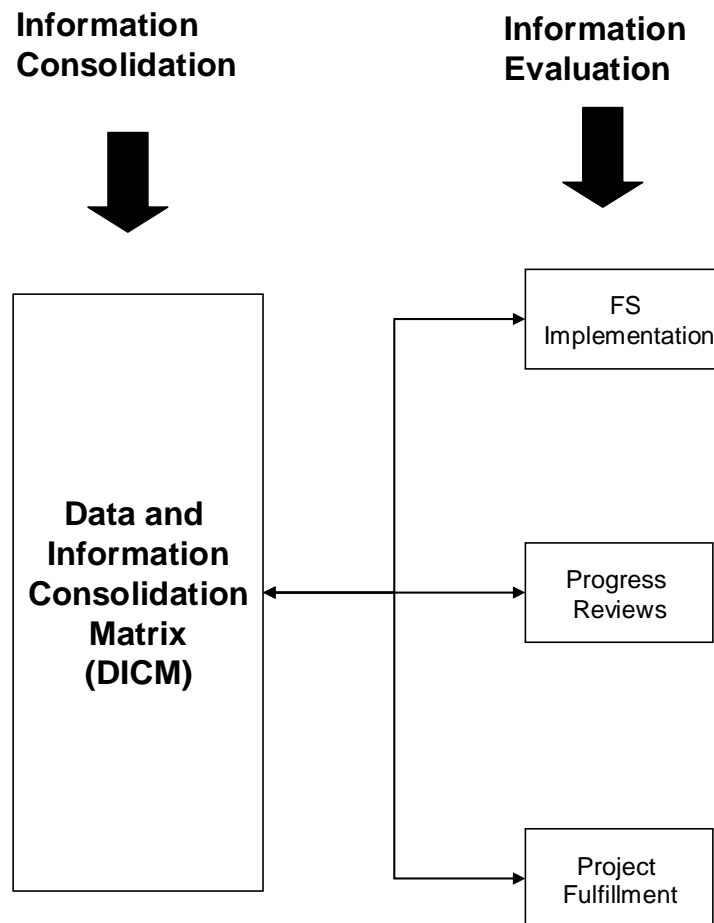 Information
Consolidation
Information
Evaluation
FS
Implementation
Data and
Information
Consolidation
Matrix
(DICM)
Progress
Reviews
Project
Fulfillment